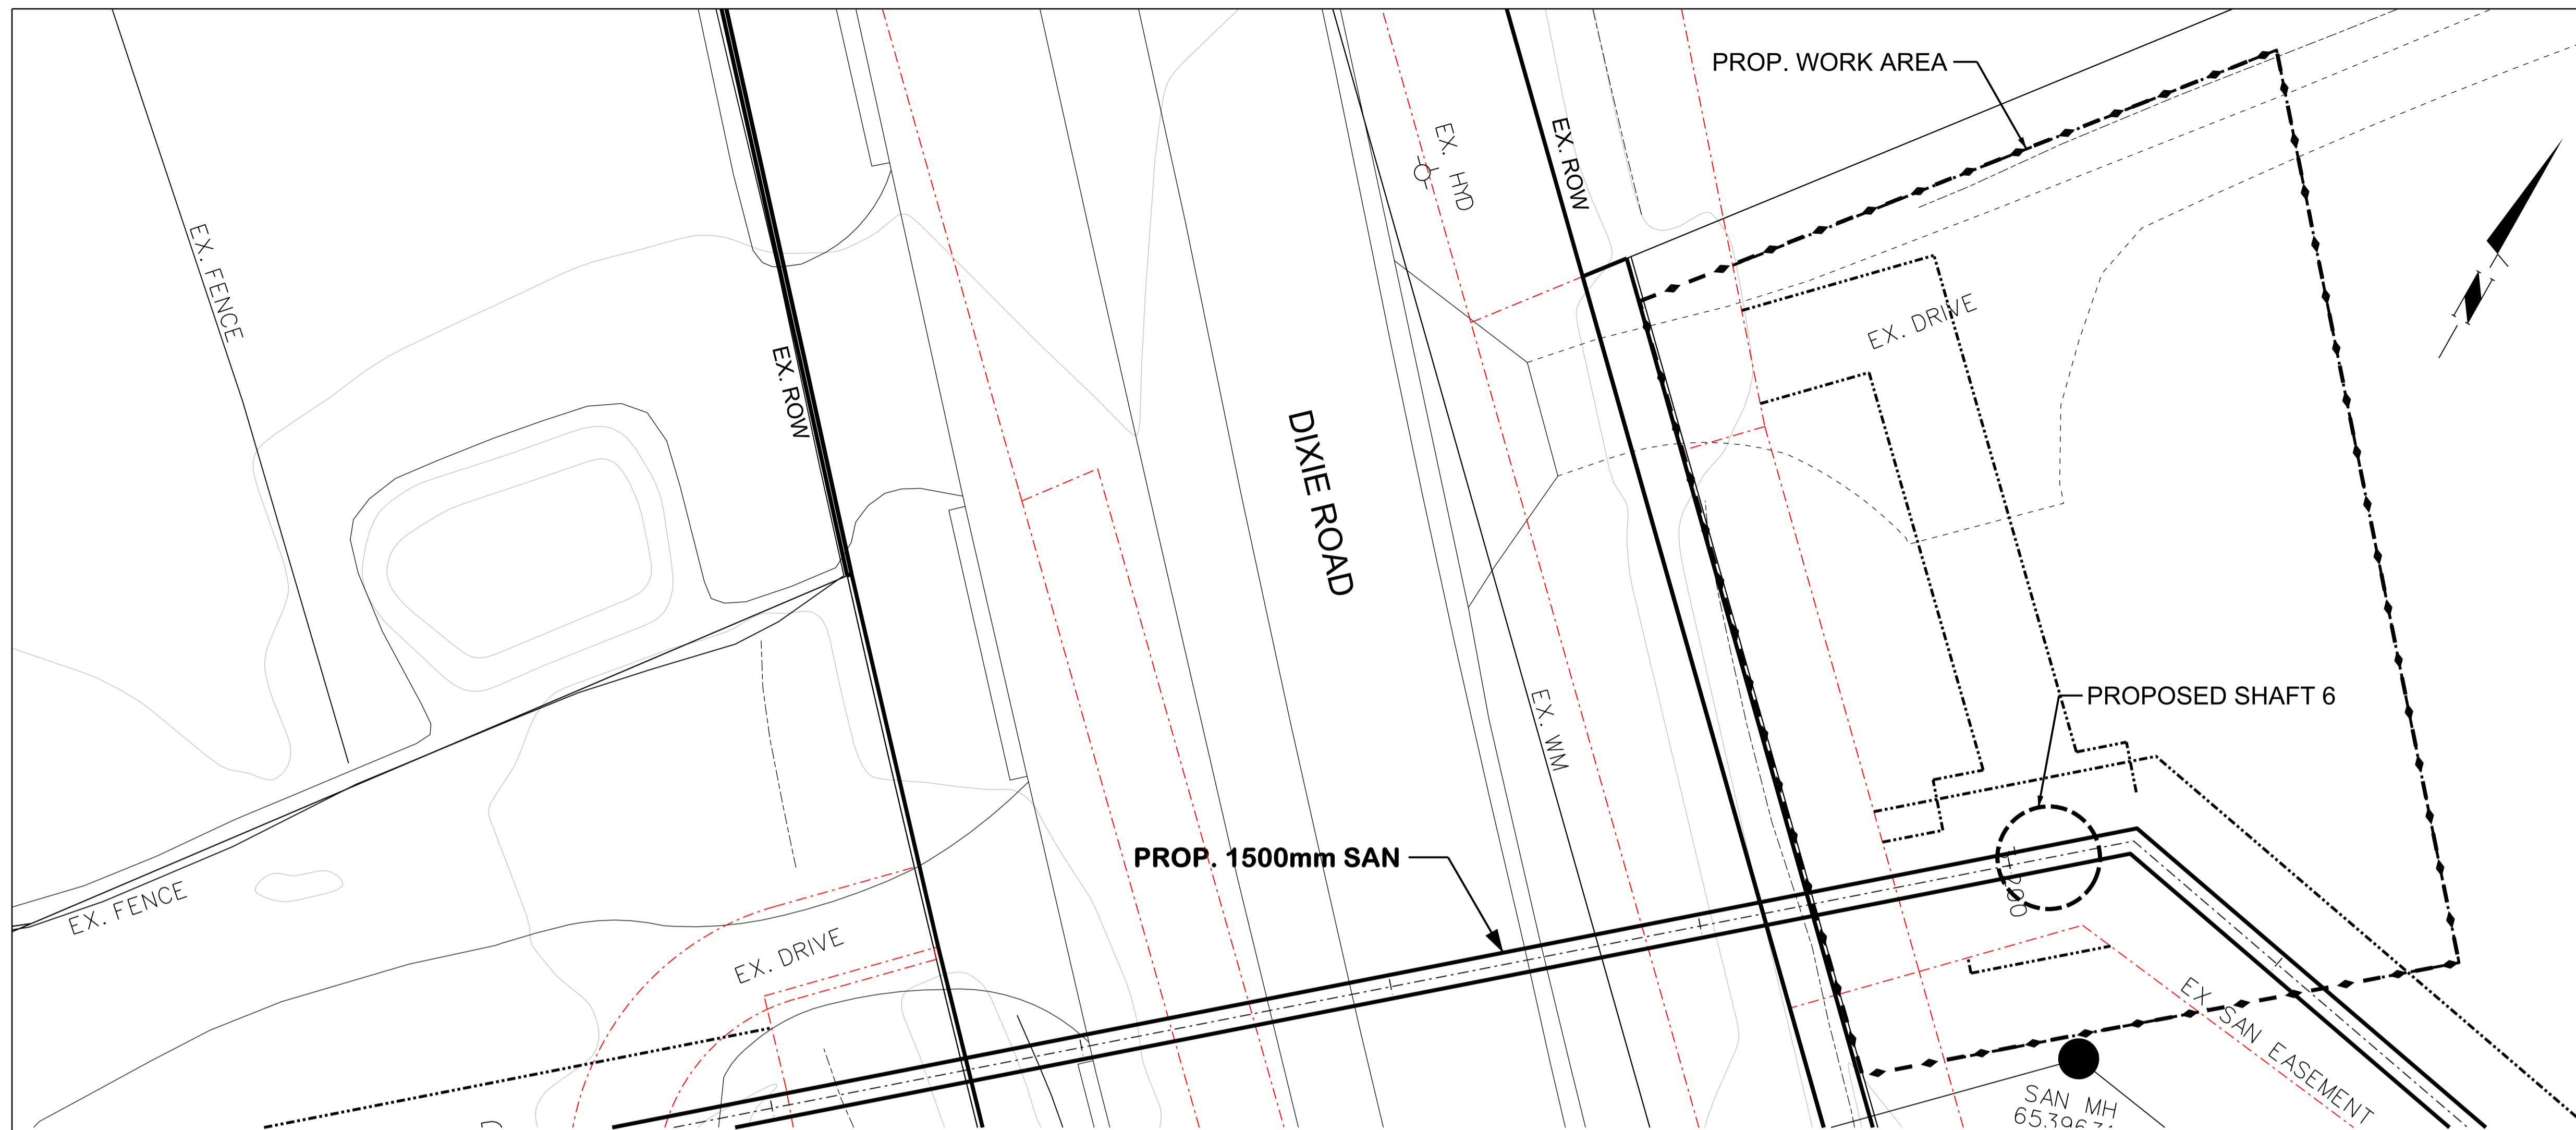 PROP. WORK AREA
EX. HYD
EX. ROW
EX. FENCE
EX. DRIVE
EX. ROW
DIXIE ROAD
PROPOSED SHAFT 6
EX. WM
PROP. 1500mm SAN
EX. FENCE
EX. DRIVE
EX SAN EASEMENT
SAN MH